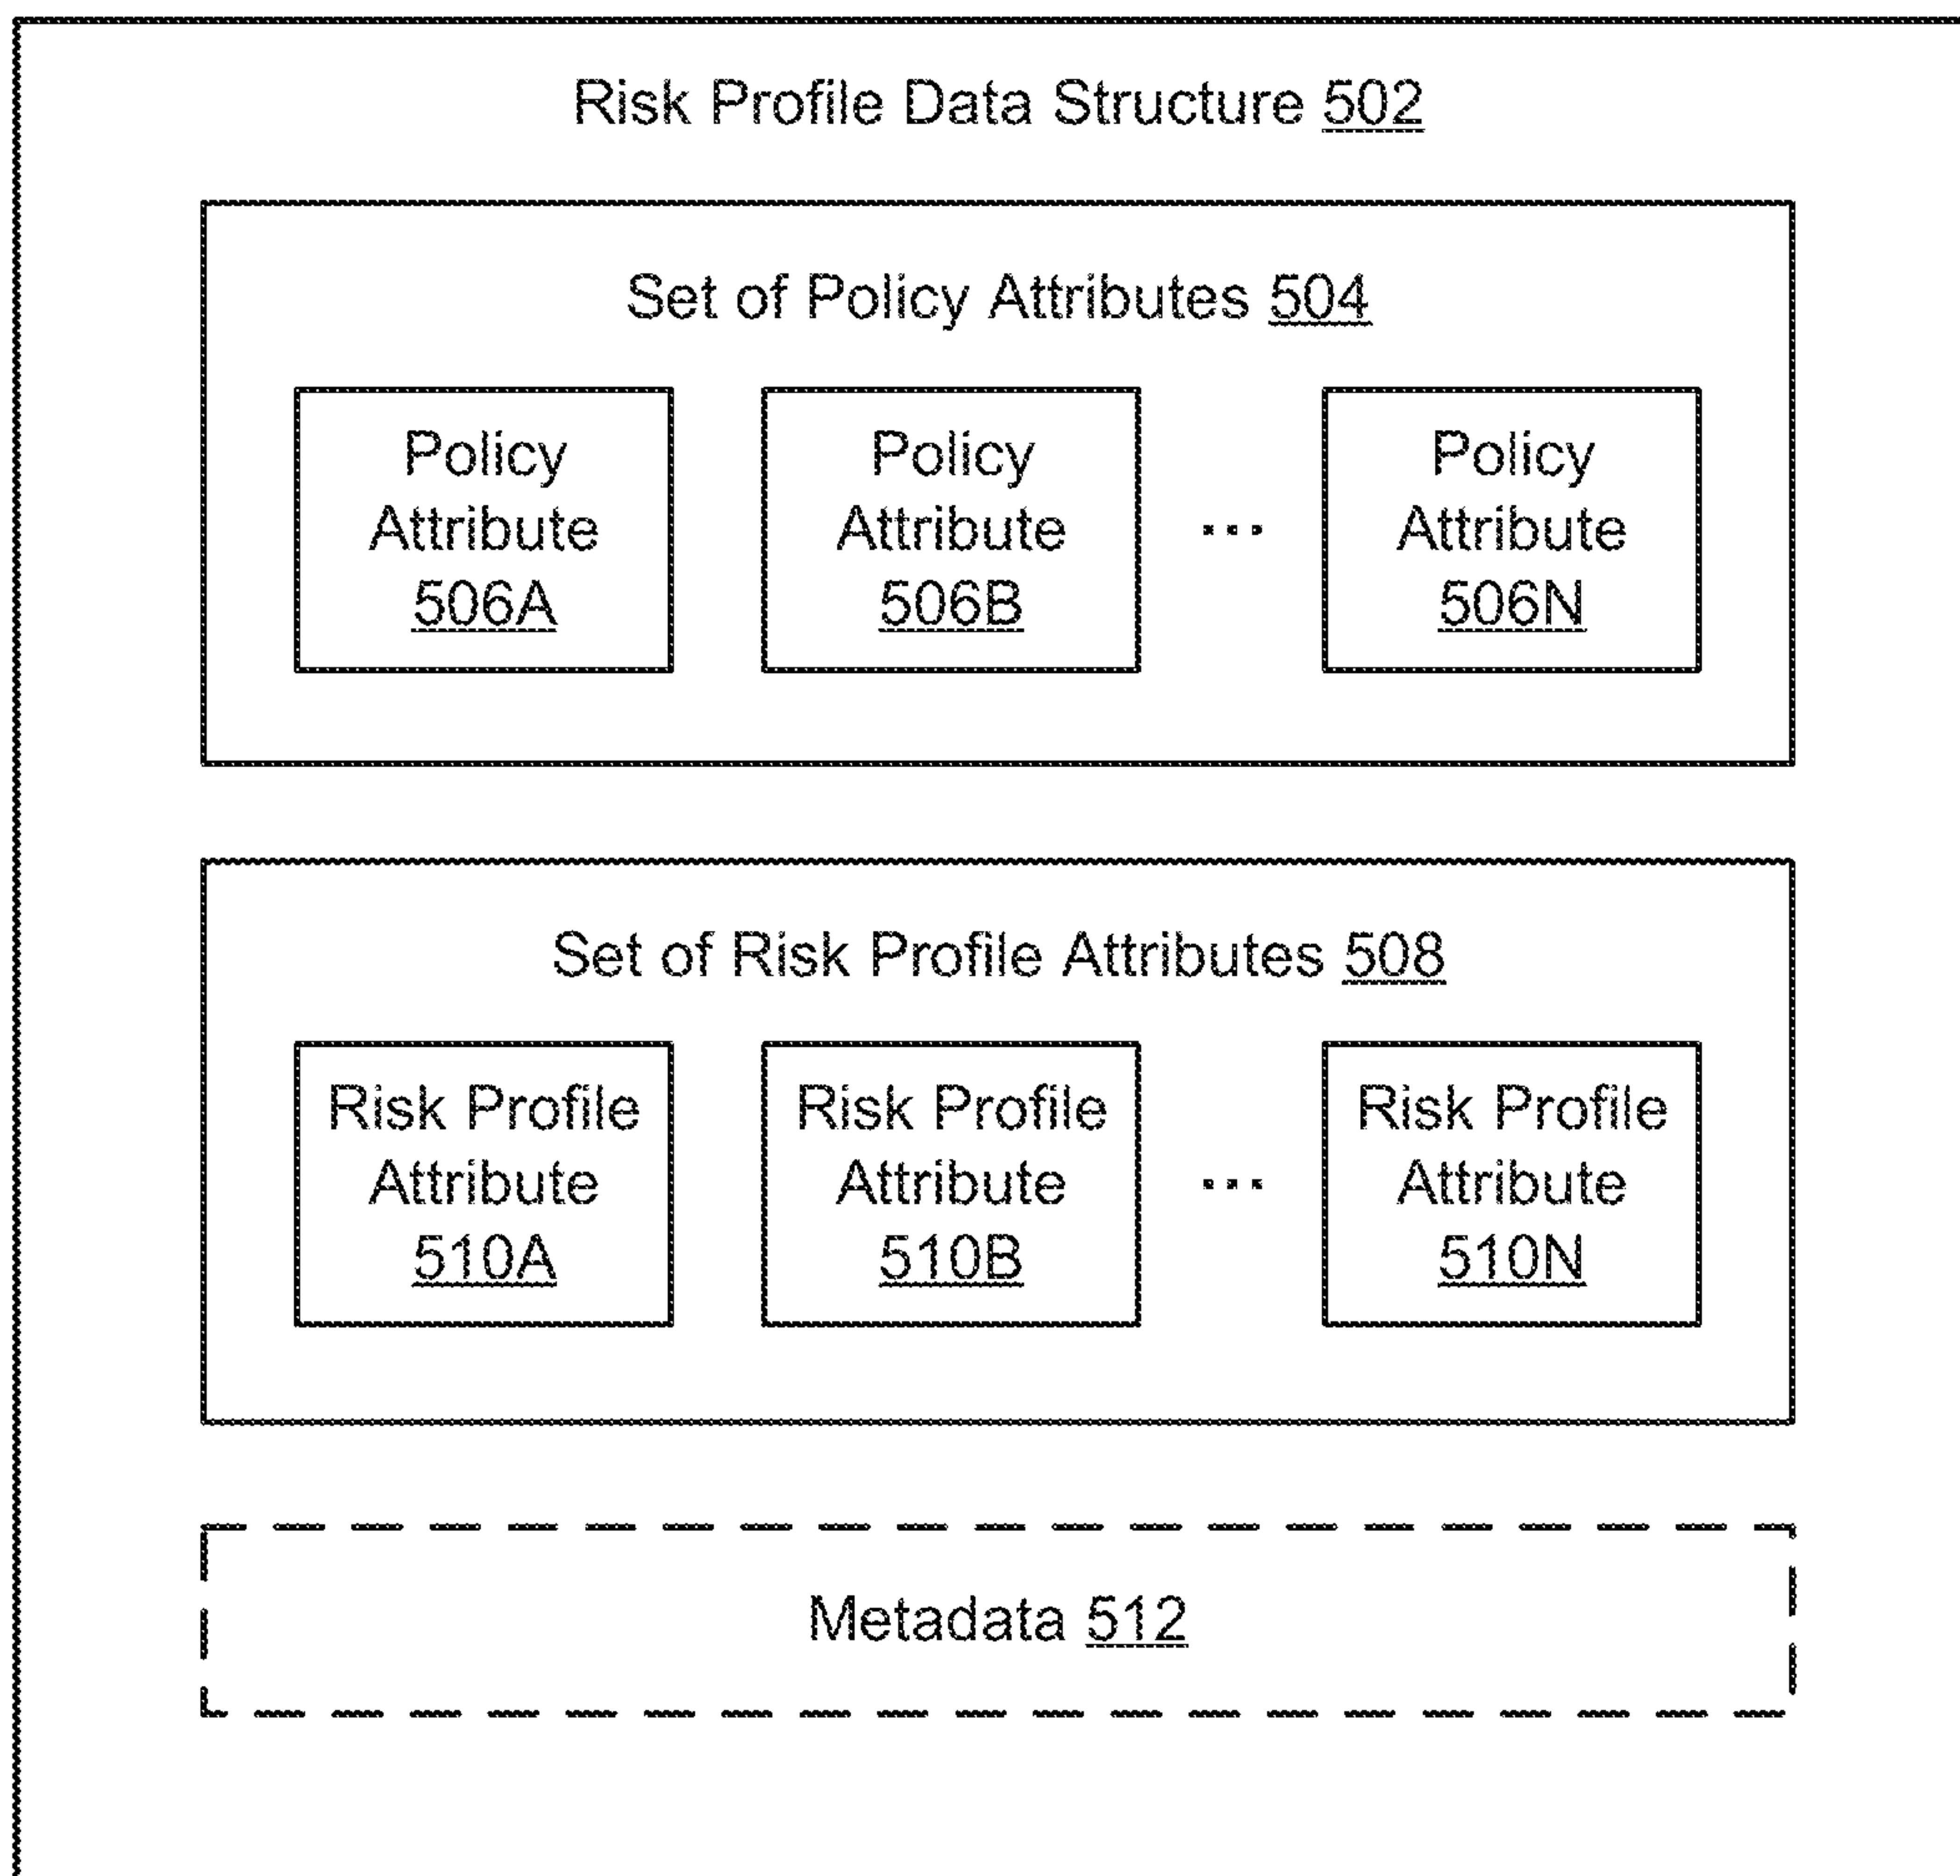 Risk Profile Data Structure 502
Set of Policy Attributes 504
Policy
Attribute
506A
Policy
Attribute
506B
...
Policy
Attribute
506N
Set of Risk Profile Attributes 508
Risk Profile
Attribute
510A
Risk Profile
Attribute
510B
...
Risk Profile
Attribute
510N
Metadata 512